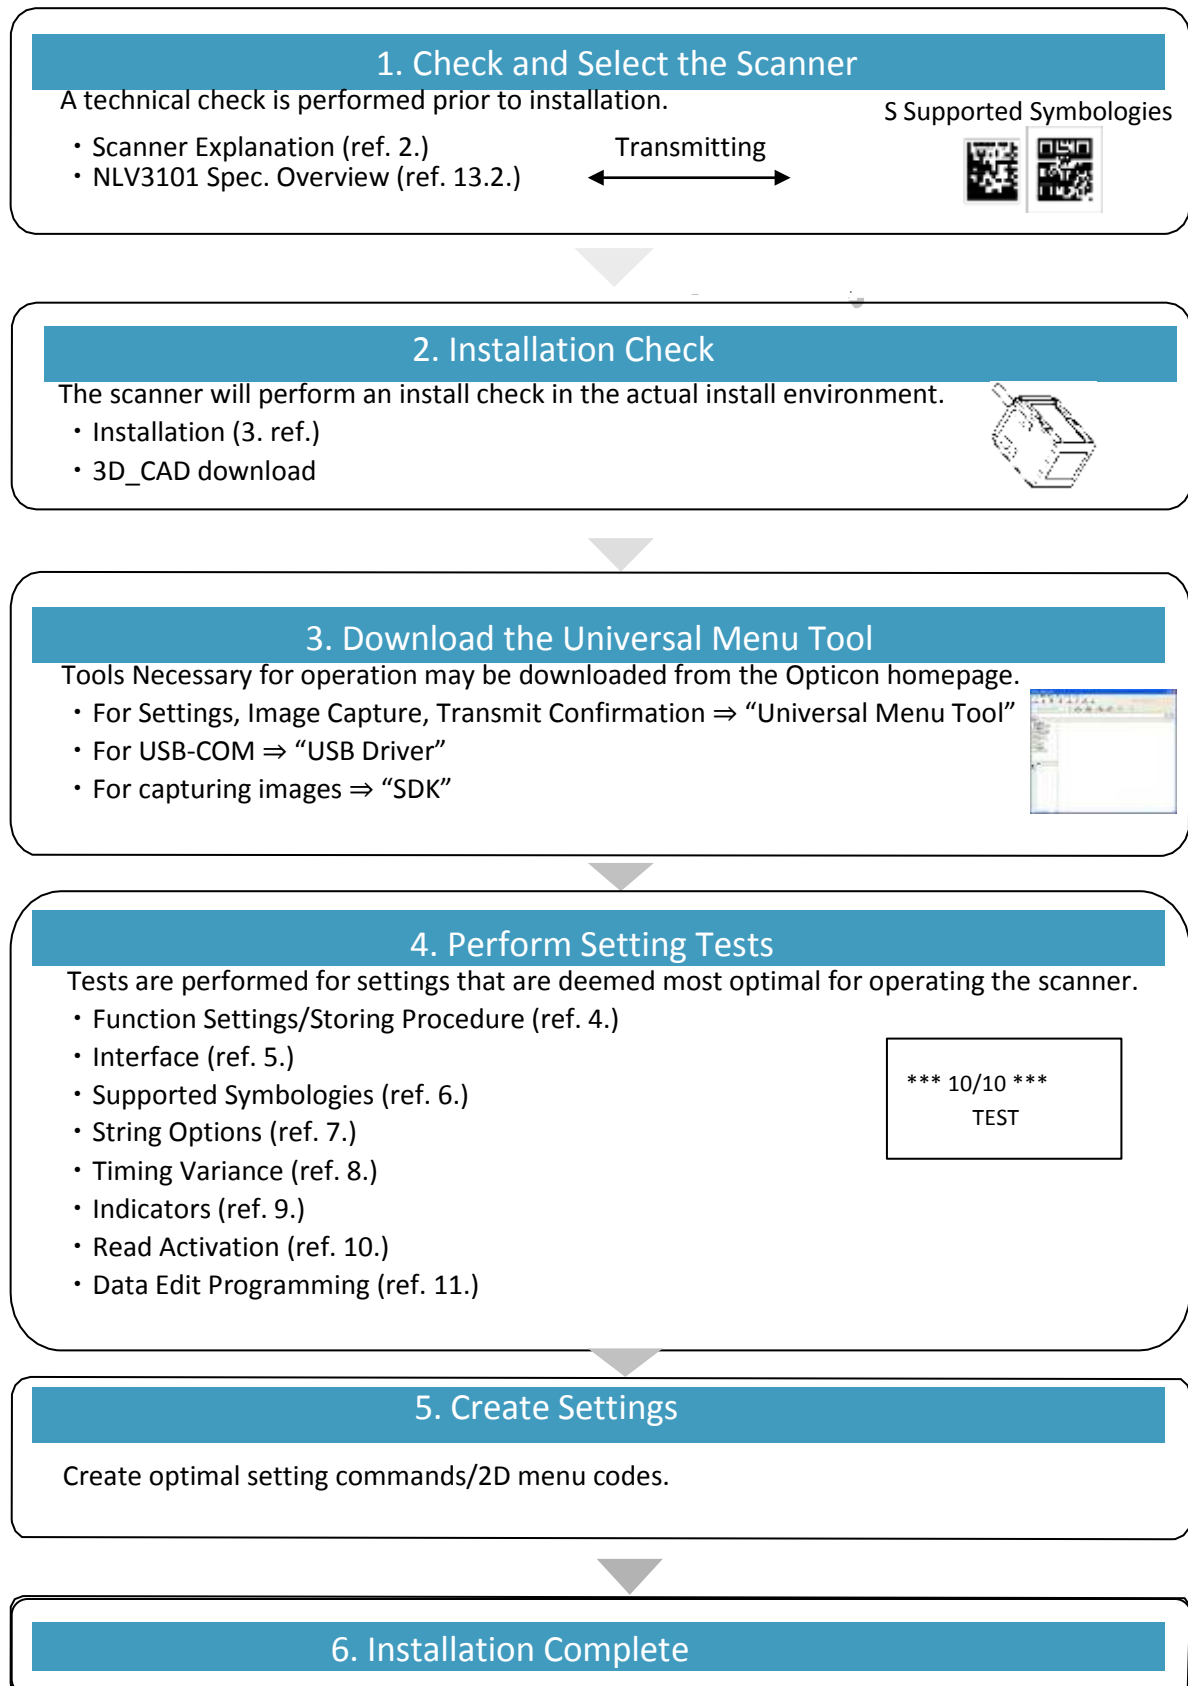 1. Check and Select the Scanner
A technical check is performed prior to installation.
S Supported Symbologies
・Scanner Explanation (ref. 2.)
Transmitting
・NLV3101 Spec. Overview (ref. 13.2.)
2. Installation Check
The scanner will perform an install check in the actual install environment.
・Installation (3. ref.)
・3D_CAD download
3. Download the Universal Menu Tool
Tools Necessary for operation may be downloaded from the Opticon homepage.
・For Settings, Image Capture, Transmit Confirmation ⇒ “Universal Menu Tool”
・For USB-COM ⇒ “USB Driver”
・For capturing images ⇒ “SDK”
4. Perform Setting Tests
Tests are performed for settings that are deemed most optimal for operating the scanner.
・Function Settings/Storing Procedure (ref. 4.)
・Interface (ref. 5.)
・Supported Symbologies (ref. 6.)
・String Options (ref. 7.)
・Timing Variance (ref. 8.)
・Indicators (ref. 9.)
・Read Activation (ref. 10.)
・Data Edit Programming (ref. 11.)
*** 10/10 ***
TEST
5. Create Settings
Create optimal setting commands/2D menu codes.
6. Installation Complete